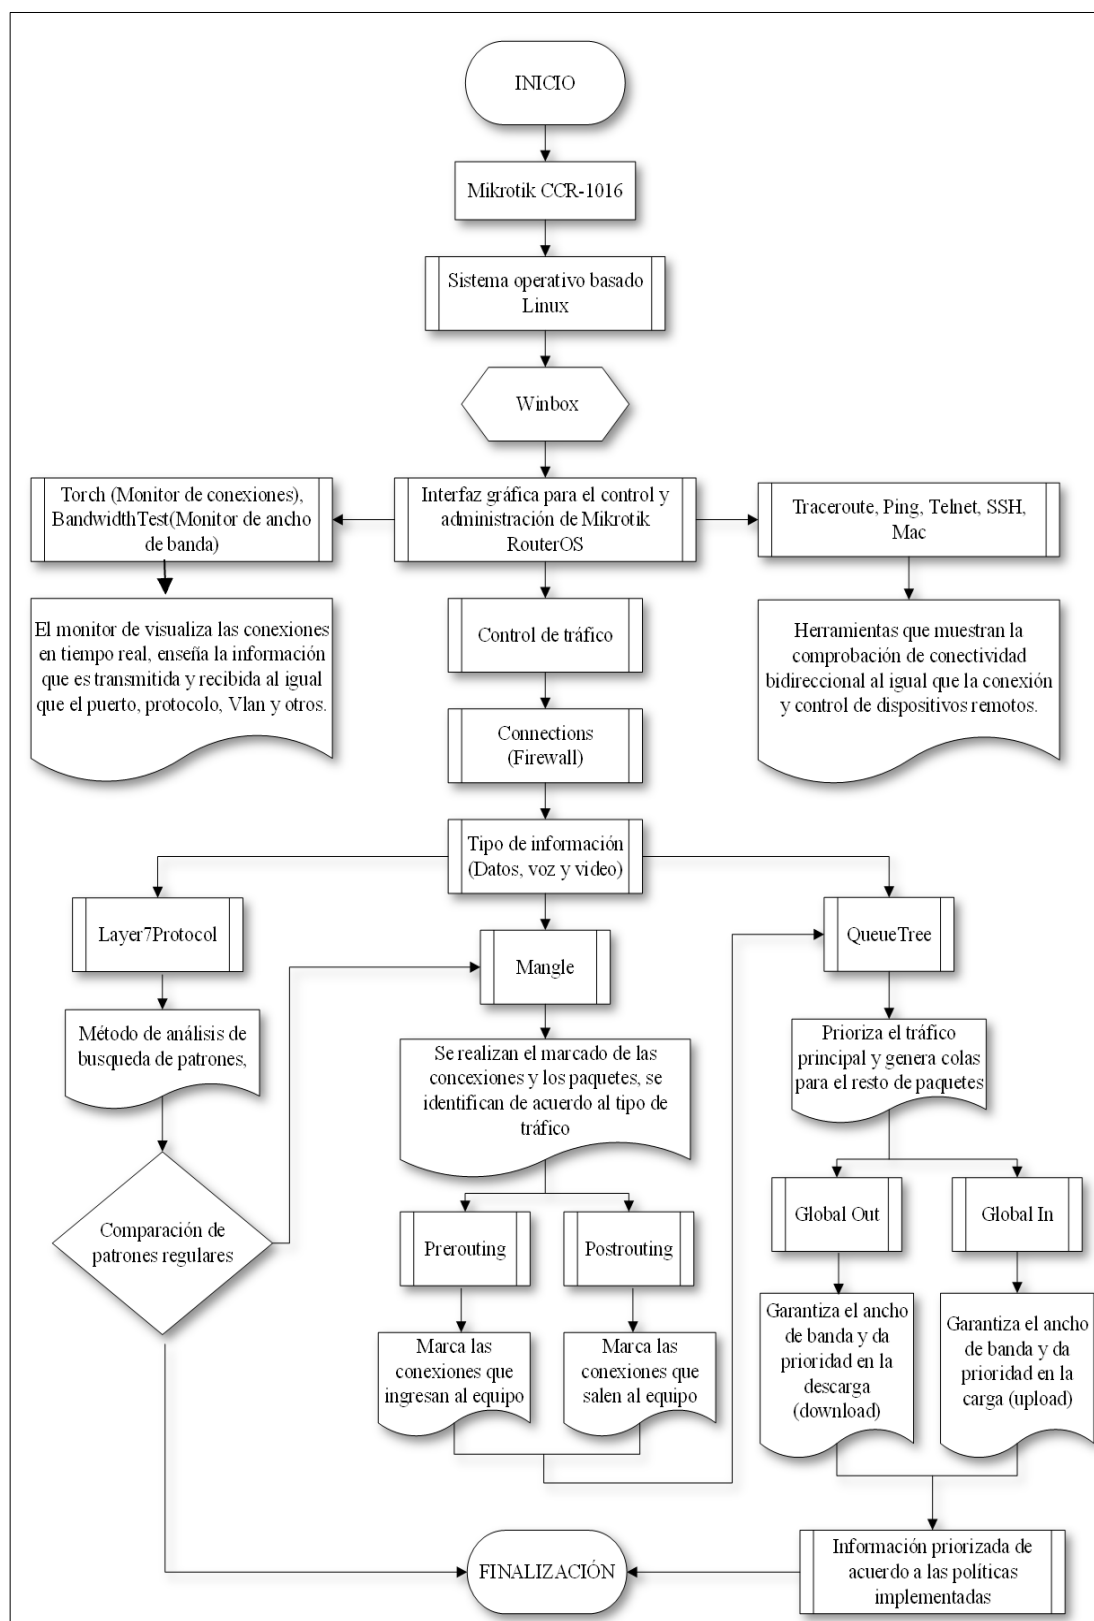 INICIO
Mikrotik CCR-1016
Sistema operativo basado
Linux
Winbox
Torch (Monitor de conexiones),
BandwidthTest(Monitor de ancho
de banda)
Interfaz gráfica para el control y
administración de Mikrotik
RouterOS
Traceroute, Ping, Telnet, SSH,
Mac
El monitor de visualiza las conexiones
en tiempo real, enseña la información
que es transmitida y recibida al igual
que el puerto, protocolo, Vlan y otros.
Control de tráfico
Herramientas que muestran la
comprobación de conectividad
bidireccional al igual que la conexión
y control de dispositivos remotos.
Connections
(Firewall)
Tipo de información
(Datos, voz y video)
Layer7Protocol
Mangle
QueueTree
Método de análisis de
busqueda de patrones,
Se realizan el marcado de las
concexiones y los paquetes, se
identifican de acuerdo al tipo de
tráfico
Prioriza el tráfico
principal y genera colas
para el resto de paquetes
Comparación de
patrones regulares
Prerouting
Postrouting
Global Out
Global In
Marca las
conexiones que
ingresan al equipo
Marca las
conexiones que
salen al equipo
Garantiza el ancho
de banda y da
prioridad en la
descarga
(download)
Garantiza el ancho
de banda y da
prioridad en la
carga (upload)
Información priorizada de
acuerdo a las políticas
implementadas
FINALIZACIÓN